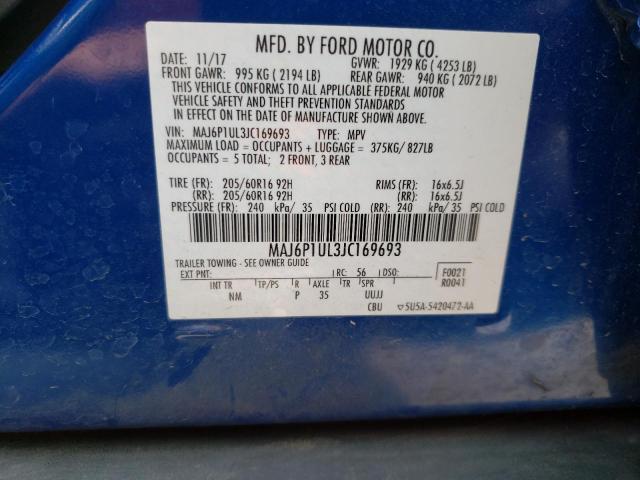 MFD. BY FORD MOTOR CO.
DATE: 11/17 GVWR: 1929 KG ( 4253 LB)
FRONT GAWR: 995 KG ( 2194 LB) REAR GAWR: 940 KG ( 2072 LB)
THIS VEHICLE CONFORMS TO ALL APPLICABLE FEDERAL MOTOR
VEHICLE SAFETY AND THEFT PREVENTION STANDARDS
IN EFFECT ON THE DATE OF MANUFACTURE SHOWN ABOVE.
VIN: MAJ6P1UL3JC169693 TYPE: MPV
MAXIMUM LOAD = OCCUPANTS + LUGGAGE = 375KG/ 827LB
OCCUPANTS = 5 TOTAL; 2 FRONT, 3 REAR
TIRE (FR): 205/60R16 92H RIMS (FR): 16x6.5J
(RR): 205/60R16 92H (RR): 16x6.5J
PRESSURE (FR): 240 kPa/ 35 PSI COLD (RR): 240 kPa/ 35 PSI COLD
MAJ6P1UL3JC169693
TRAILER TOWING - SEE OWNER GUIDE
EXT PNT: RC: 56 DSO: F0021
R0041
INT TR TP/PS R AXLE TR SPR
NM P 35 UUJJ
CBU 5U5A-5420472-AA